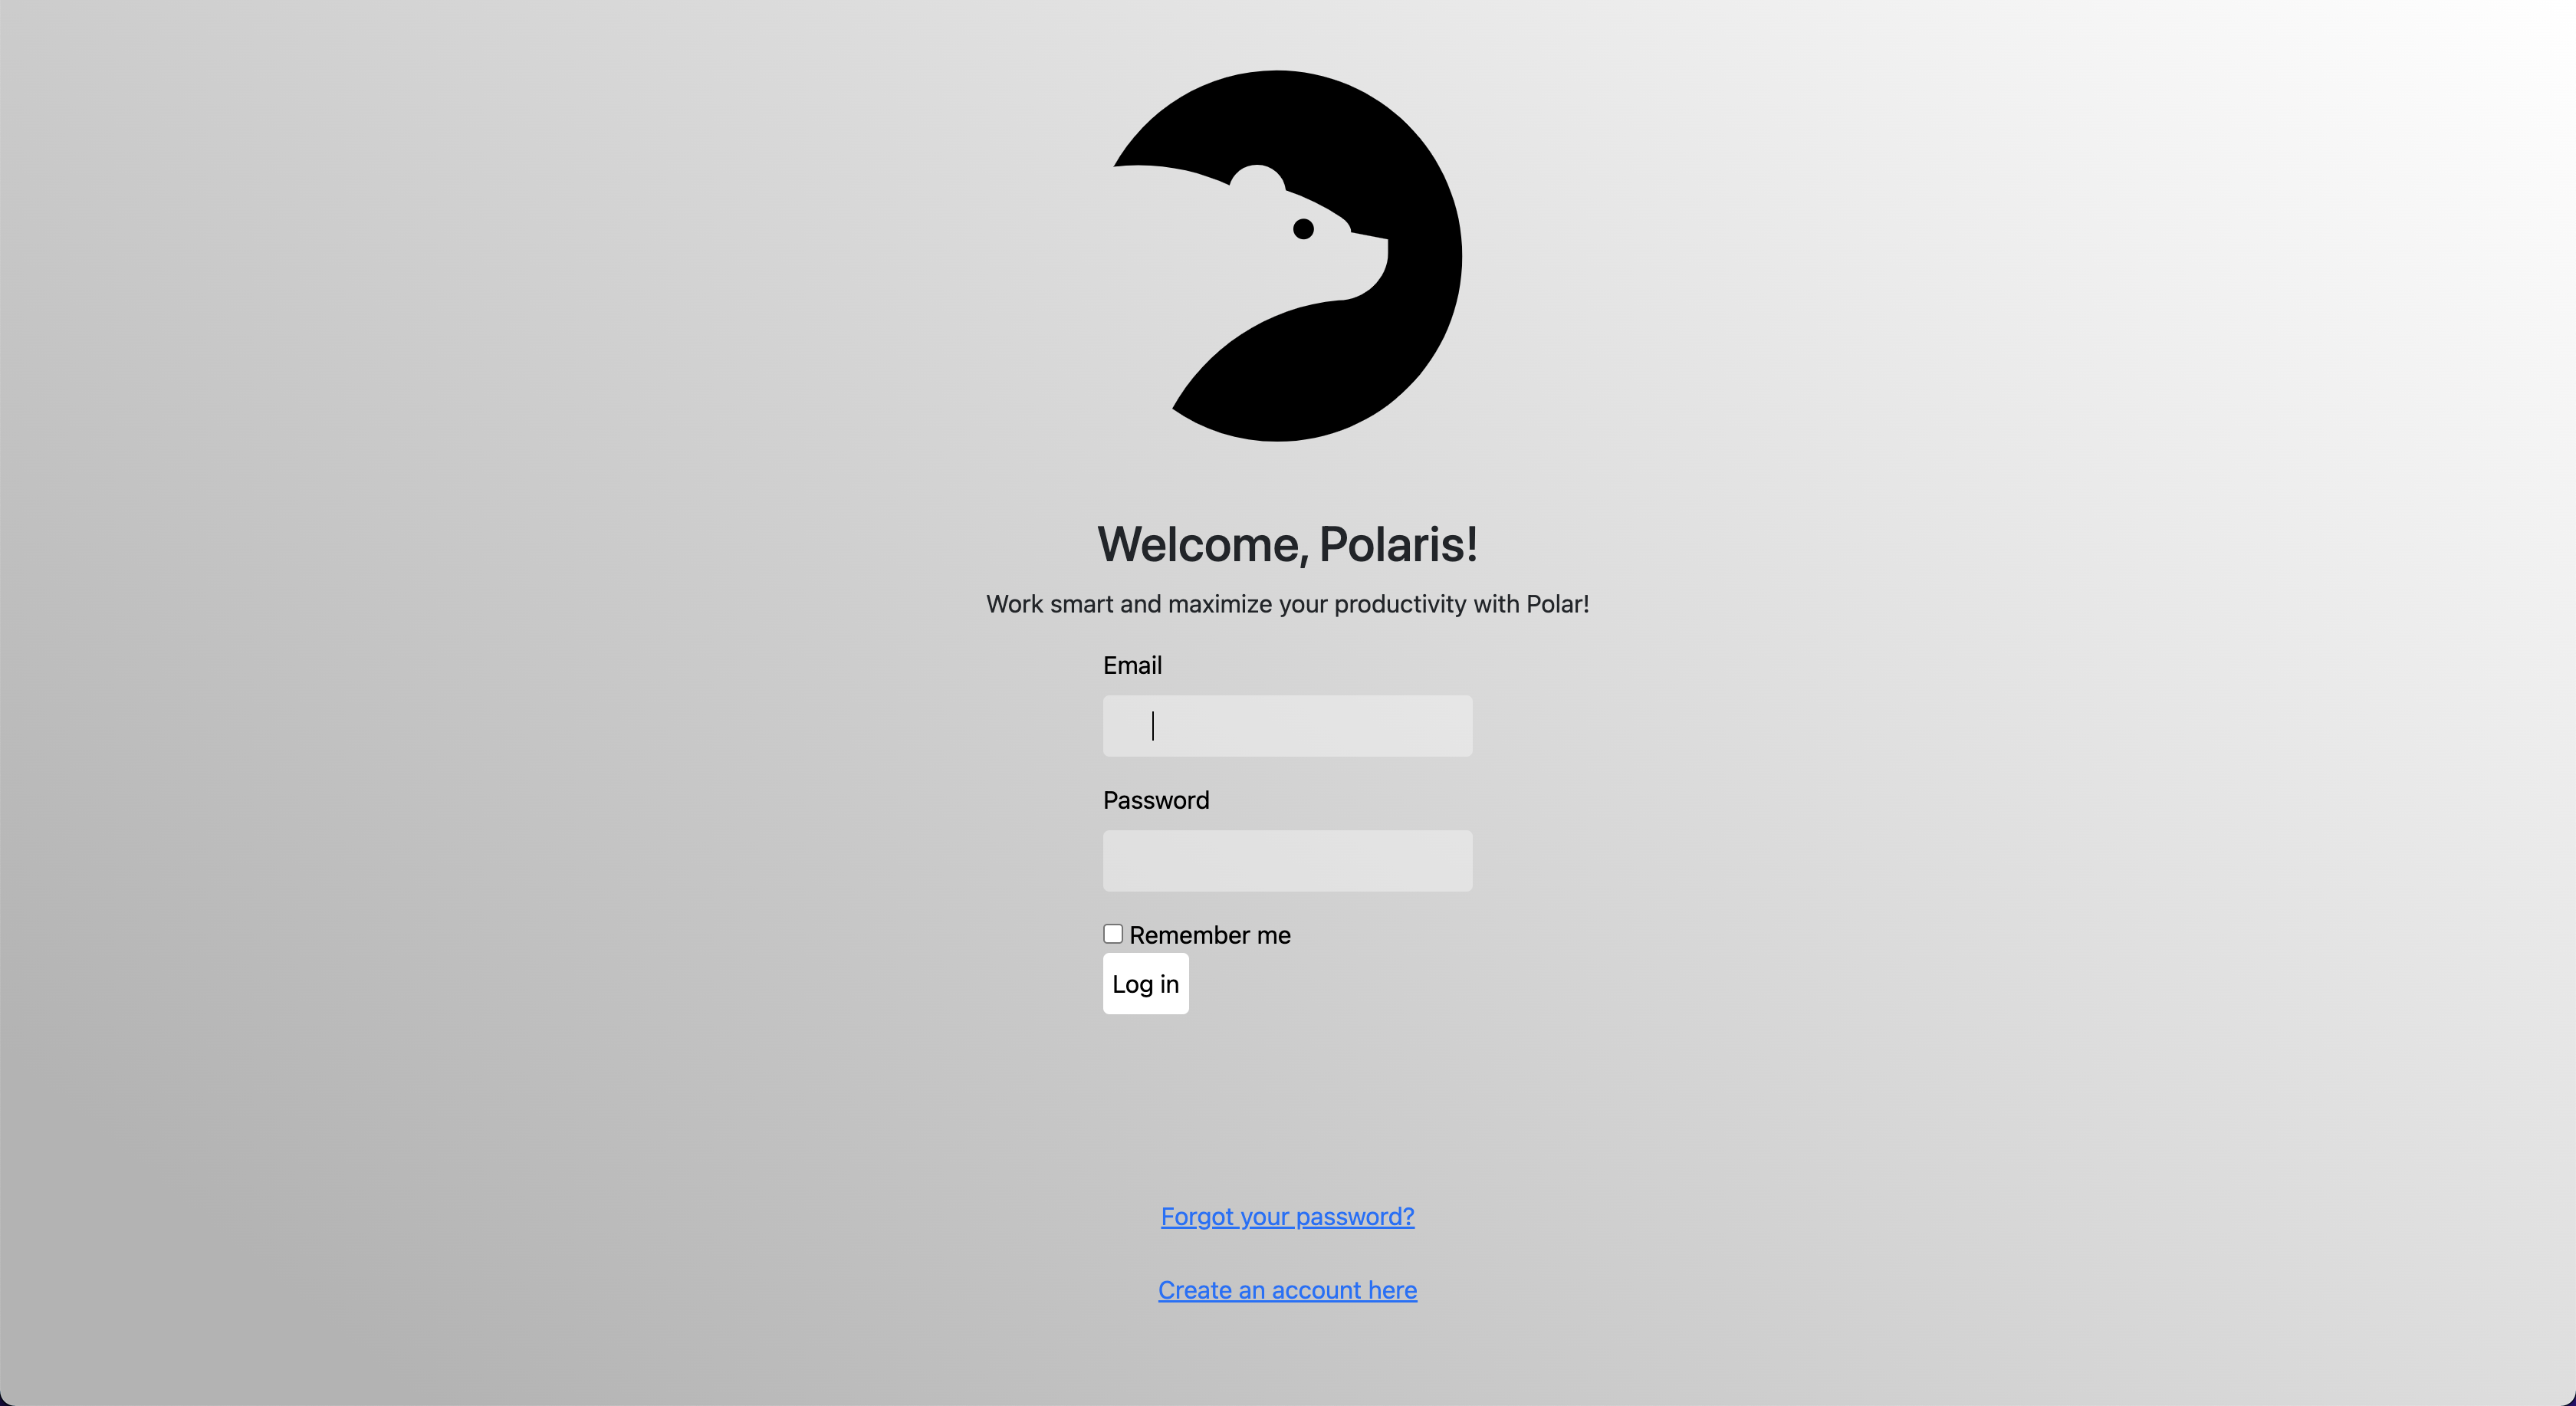 Welcome, Polaris!
Work smart and maximize your productivity with Polar!
Email
Password
Remember me
Log in
Forgot your password?
Create an account here